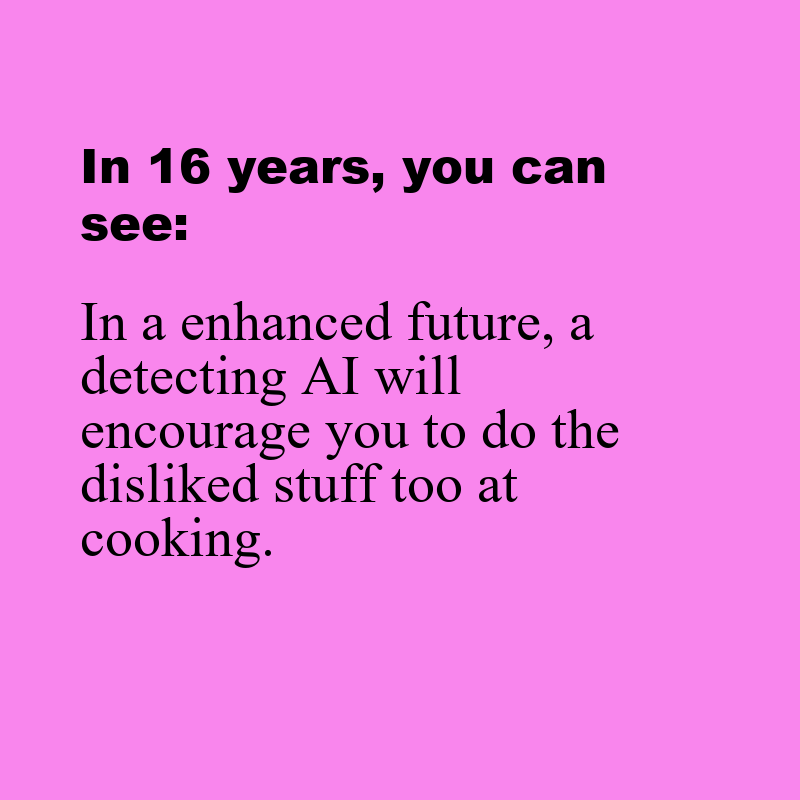 In 16 years, you can
see:
In a enhanced future, a
detecting AI will
encourage you to do the
disliked stuff too at
cooking.